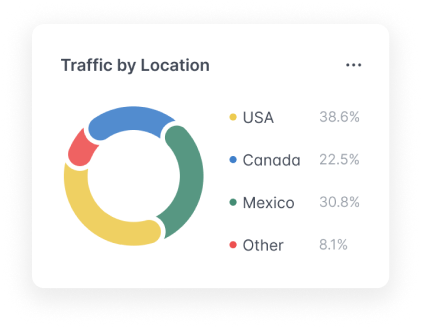 Traffic by Location
USA 38.6%
Canada 22.5%
Mexico 30.8%
Other 8.1%